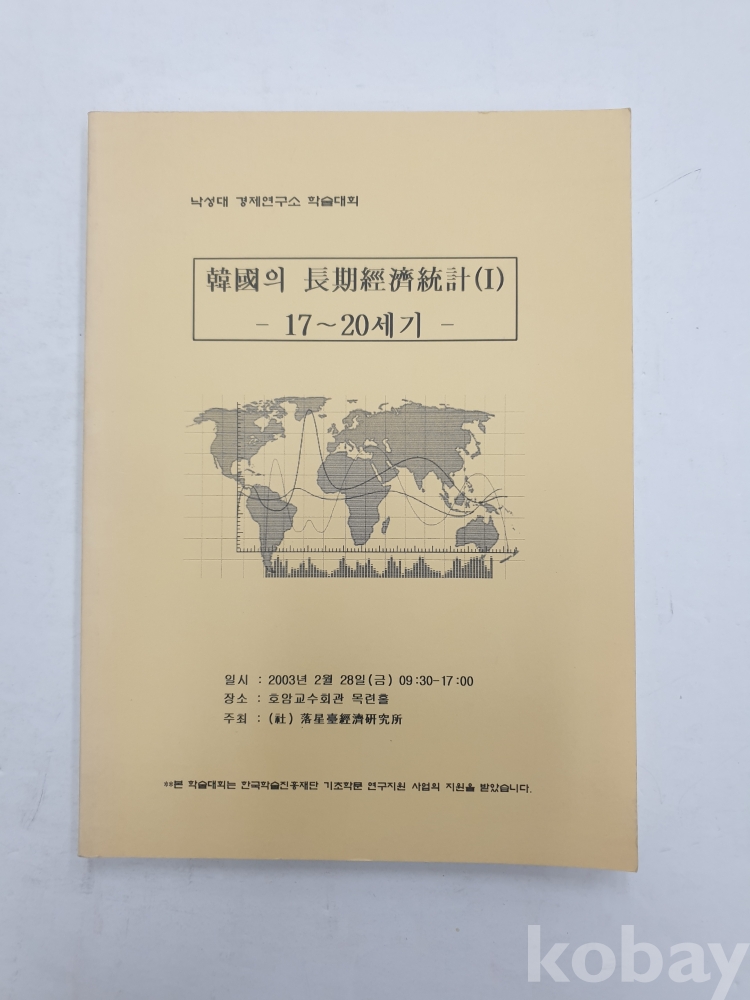 낙성대 경제연구소 학술대회
韓國의 長期經濟統計(I)
- 17~20세기 -
일시 : 2003년 2월 28일(금) 09:30-17:00
장소 : 호암교수회관 목련홀
주최 : (社) 落星臺經濟硏究所
**본 학술대회는 한국학술진흥재단 기초학문 연구지원 사업의 지원을 받았습니다.
kobay